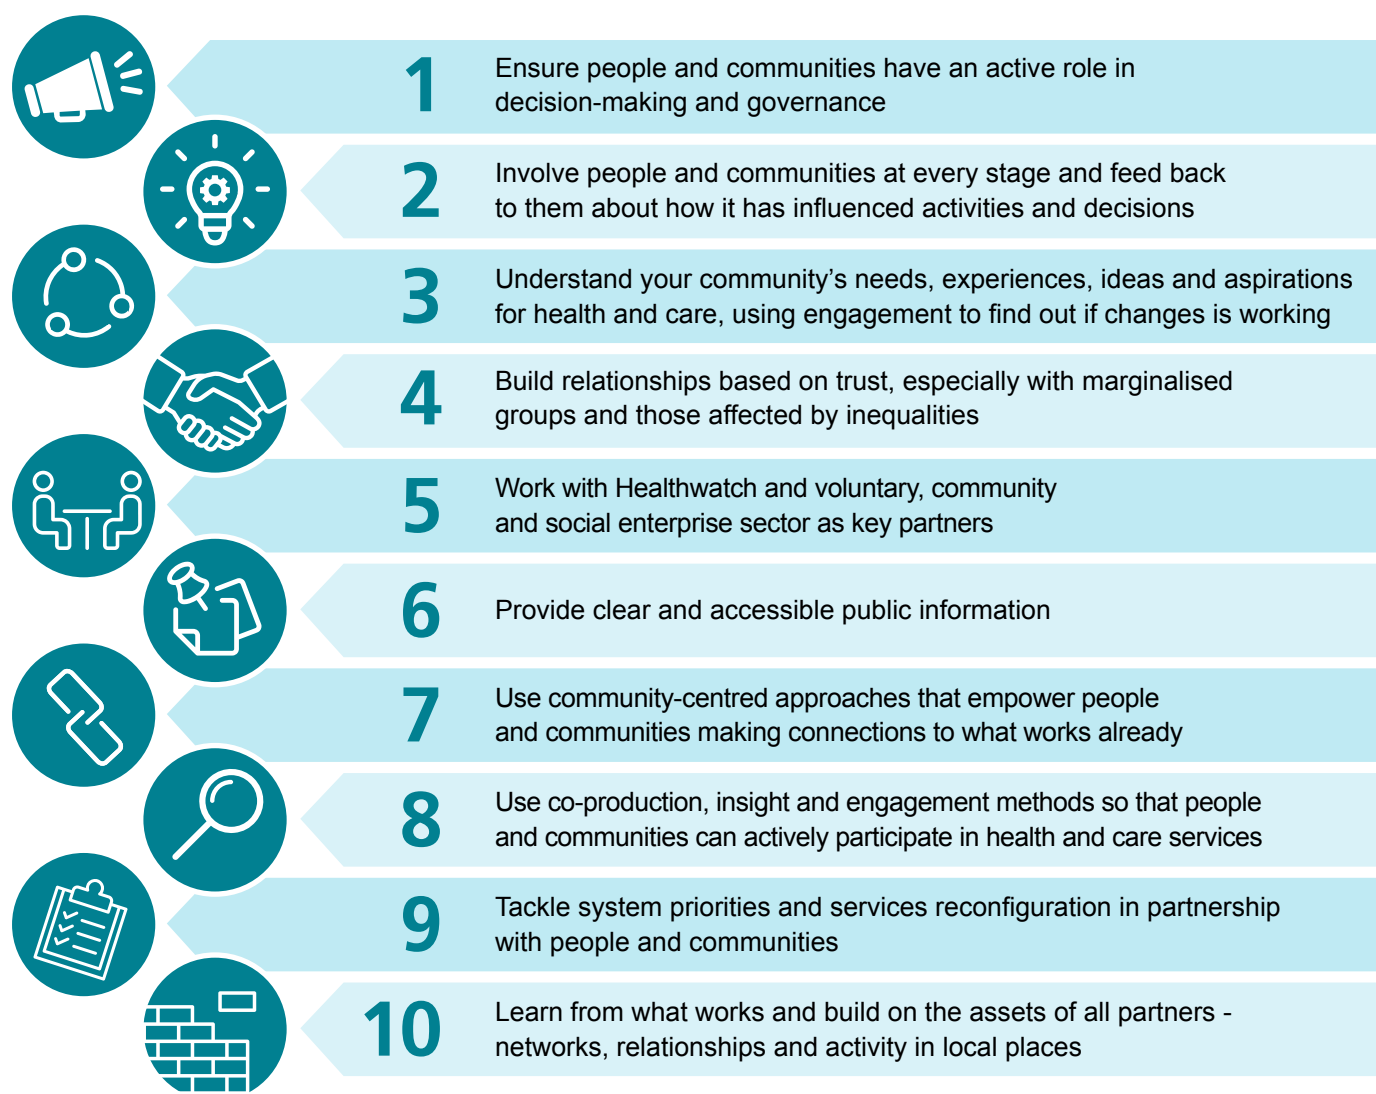 1
Ensure people and communities have an active role in
decision-making and governance
2
Involve people and communities at every stage and feed back
to them about how it has influenced activities and decisions
3
Understand your community’s needs, experiences, ideas and aspirations
for health and care, using engagement to find out if changes is working
4
Build relationships based on trust, especially with marginalised
groups and those affected by inequalities
5
Work with Healthwatch and voluntary, community
and social enterprise sector as key partners
6
Provide clear and accessible public information
7
Use community-centred approaches that empower people
and communities making connections to what works already
8
Use co-production, insight and engagement methods so that people
and communities can actively participate in health and care services
9
Tackle system priorities and services reconfiguration in partnership
with people and communities
10
Learn from what works and build on the assets of all partners -
networks, relationships and activity in local places